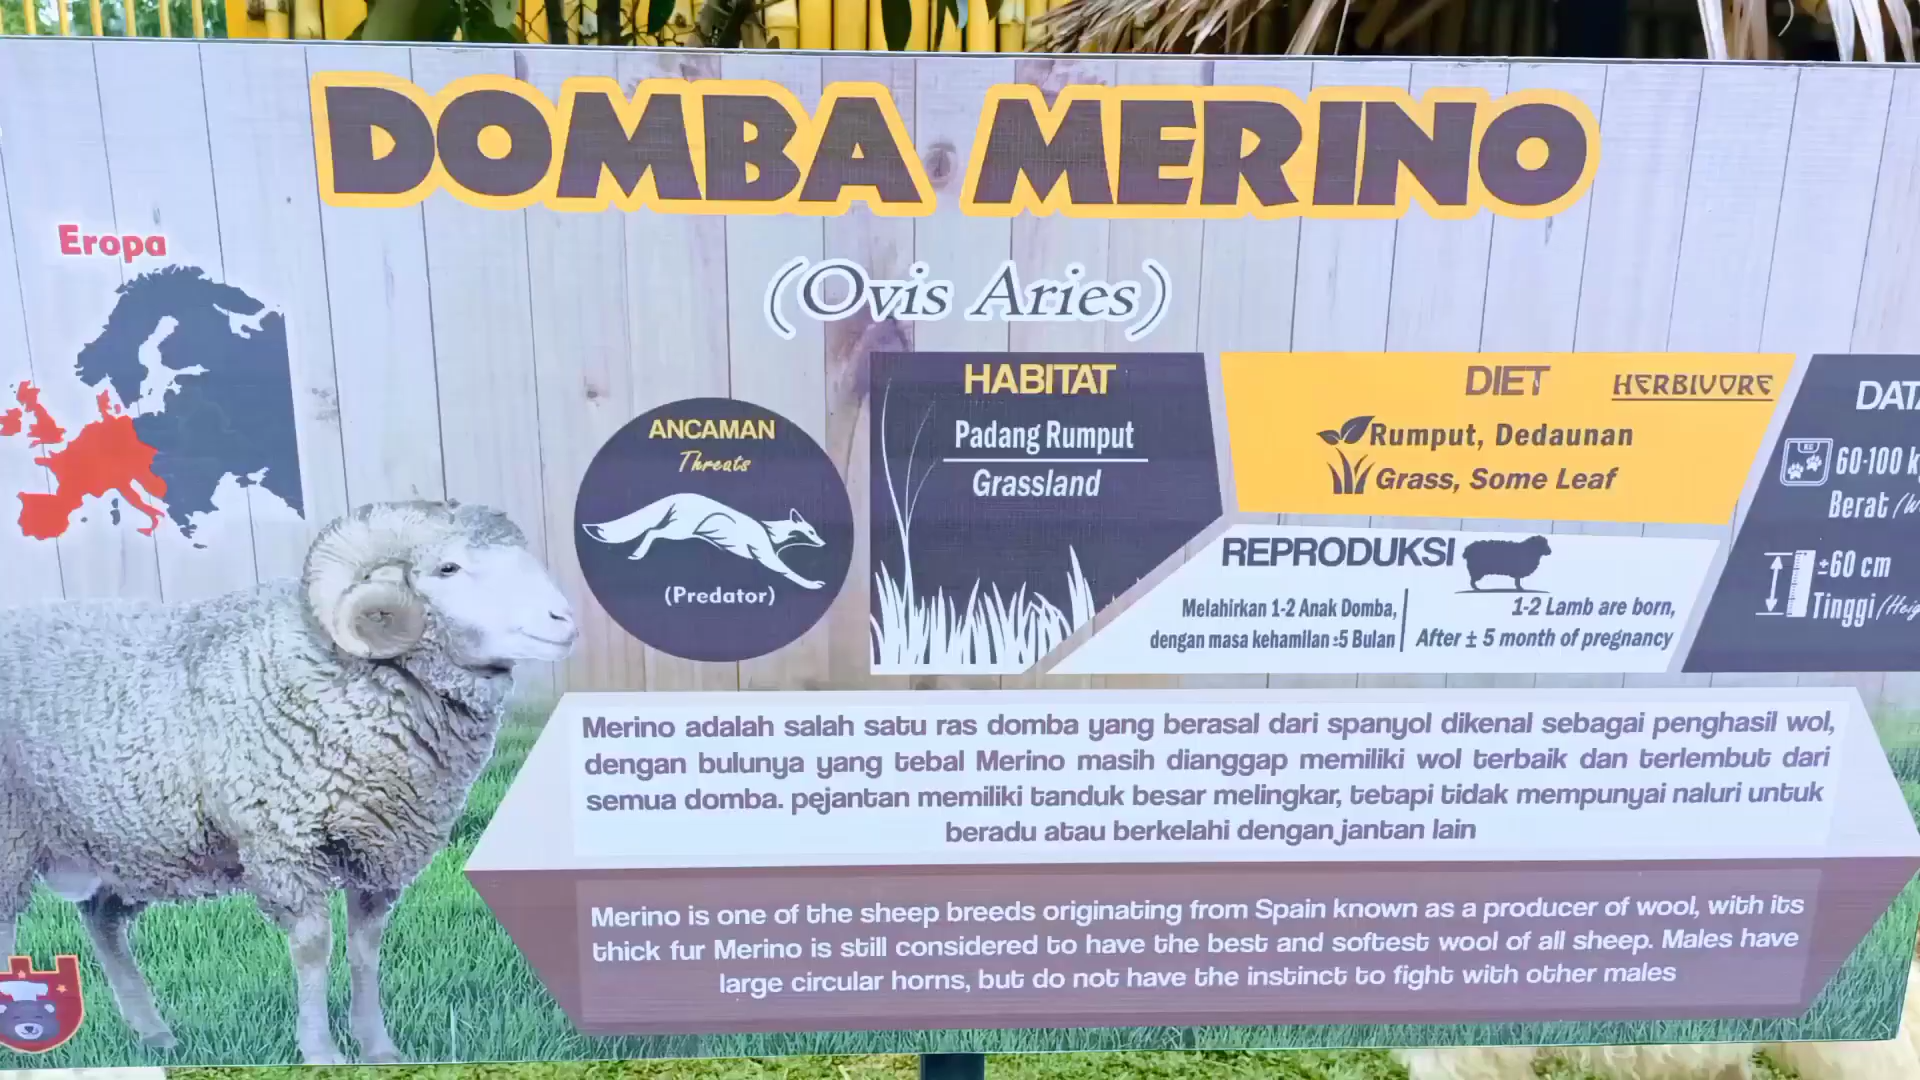 DOMBA MERINO
(Ovis Aries)
Eropa
ANCAMAN
Threats
(Predator)
HABITAT
Padang Rumput
Grassland
DIET HERBIVORE
Rumput, Dedaunan
Grass, Some Leaf
REPRODUKSI
Melahirkan 1-2 Anak Domba,
dengan masa kehamilan ±5 Bulan
1-2 Lamb are born,
After ± 5 month of pregnancy
KG
60-100
Berat
±60 cm
Tinggi
Merino adalah salah satu ras domba yang berasal dari spanyol dikenal sebagai penghasil wol,
dengan bulunya yang tebal Merino masih dianggap memiliki wol terbaik dan terlembut dari
semua domba. pejantan memiliki tanduk besar melingkar, tetapi tidak mempunyai naluri untuk
beradu atau berkelahi dengan jantan lain
Merino is one of the sheep breeds originating from Spain known as a producer of wool, with its
thick fur Merino is still considered to have the best and softest wool of all sheep. Males have
large circular horns, but do not have the instinct to fight with other males